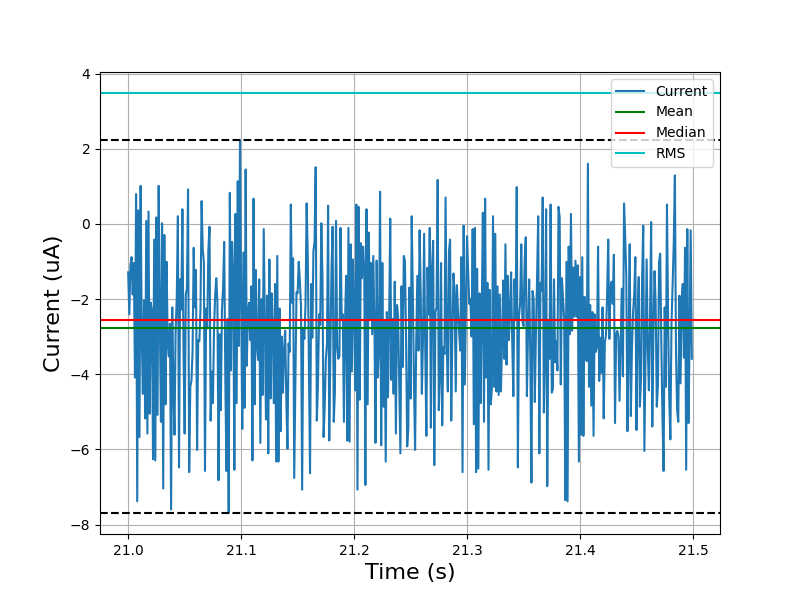 4
2
0
−2
−4
−6
−8
Current (uA)
21.0
21.1
21.2
21.3
21.4
21.5
Time (s)
Current
Mean
Median
RMS